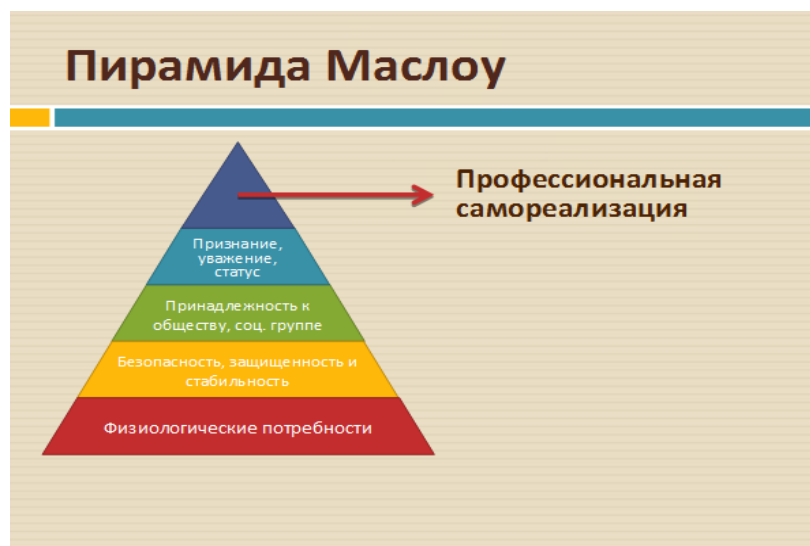 Пирамида Маслоу
Профессиональная
самореализация
Признание,
уважение,
статус
Принадлежность к
обществу, соц. группе
Безопасность, защищенность и
стабильность
Физиологические потребности